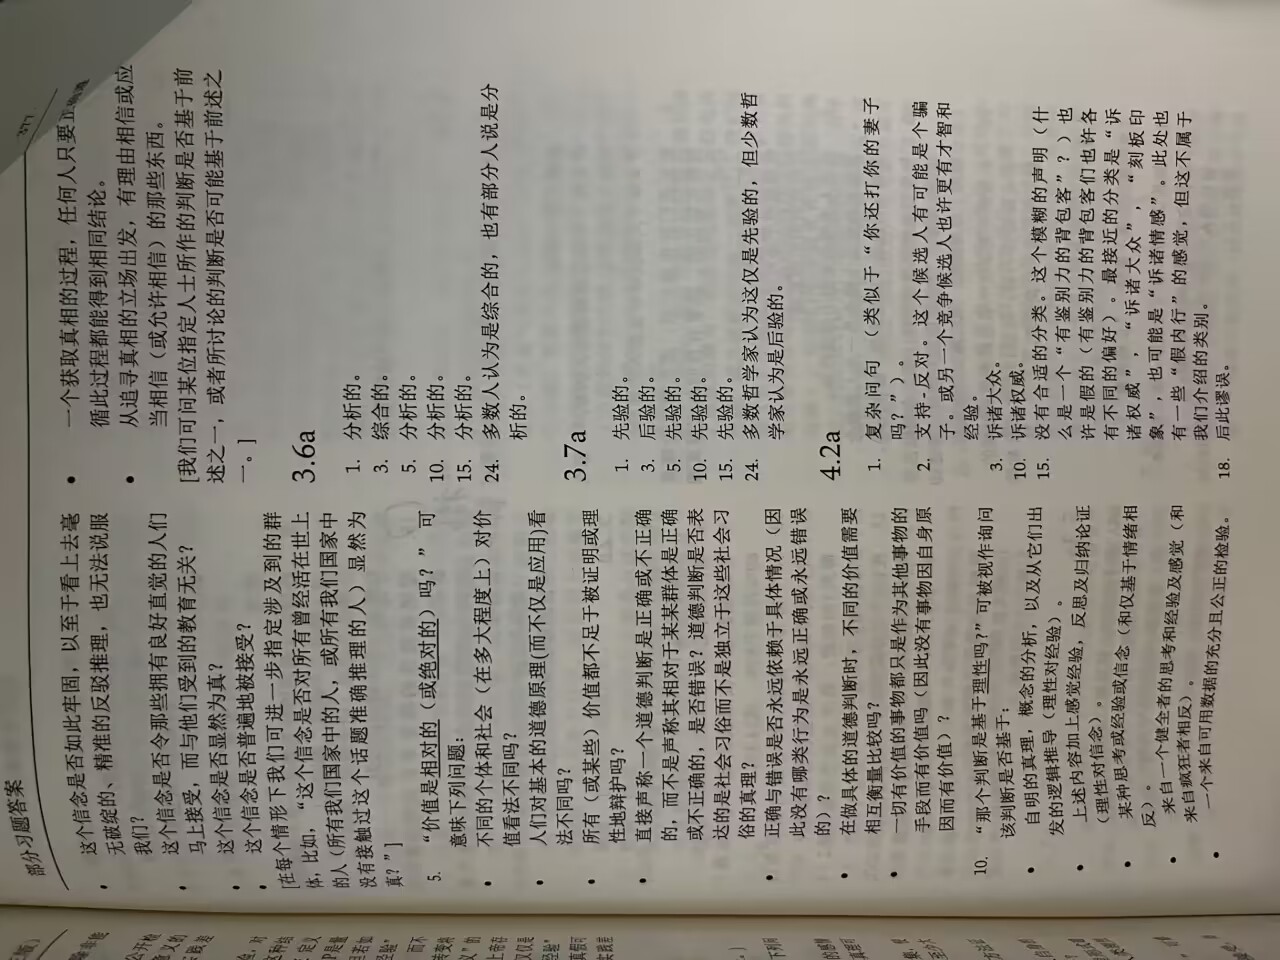 部分习题答案
377
这个信念是否如此牢固，以至于看上去毫
无破绽的、精准的反驳推理，也无法说服
我们？
这个信念是否令那些拥有良好直觉的人们
马上接受，而与他们受到的教育无关？
这个信念是否显然为真？
这个信念是否普遍地被接受？
[在每个情形下我们可进一步指定涉及到的群
体，比如，“这个信念是否对所有曾经活在世上
的人（所有我们国家中的人，或所有我们国家中
没有接触过这个话题准确推理的人）显然为
真？”]
5. “价值是相对的（或绝对的）吗？” 可
意味下列问题：
• 不同的个体和社会（在多大程度上）对价
值看法不同吗？
• 人们对基本的道德原理(而不仅是应用)看
法不同吗？
• 所有（或某些）价值都不足于被证明或理
性地辩护吗？
• 直接声称一个道德判断是正确或不正确
的，而不是声称其相对于某某群体是正确
或不正确的，是否错误？道德判断是否表
达的是社会习俗而不是独立于这些社会习
俗的真理？
• 正确与错误是否永远依赖于具体情况（因
此没有哪类行为是永远正确或永远错误
的）？
• 在做具体的道德判断时，不同的价值需要
相互衡量比较吗？
• 一切有价值的事物都只是作为其他事物的
手段而有价值吗（因此没有事物因自身原
因而有价值）？
10. “那个判断是基于理性吗?”可被视作询问
该判断是否基于：
• 自明的真理，概念的分析，以及从它们出
发的逻辑推导（理性对经验）。
• 上述内容加上感觉经验，反思及归纳论证
（理性对信念）。
• 某种思考或经验或信念（和仅基于情绪相
反）。
• 来自一个健全者的思考和经验及感觉（和
来自疯狂者相反）。
• 一个来自可用数据的充分且公正的检验。
• 一个获取真相的过程，任何人只要正确遵
循此过程都能得到相同结论。
• 从追寻真相的立场出发，有理由相信或应
当相信（或允许相信）的那些东西。
[我们可问某位指定人士所作的判断是否基于前
述之一，或者所讨论的判断是否可能基于前述之
一。]
3.6a
1. 分析的。
3. 综合的。
5. 分析的。
10. 分析的。
15. 分析的。
24. 多数人认为是综合的，也有部分人说是分
析的。
3.7a
1. 先验的。
3. 后验的。
5. 先验的。
10. 先验的。
15. 先验的。
24. 多数哲学家认为这仅是先验的，但少数哲
学家认为是后验的。
4.2a
1. 复杂问句 （类似于“你还打你的妻子
吗？”）。
2. 支持-反对。这个候选人有可能是个骗
子。或另一个竞争候选人也许更有才智和
经验。
3. 诉诸大众。
10. 诉诸权威。
15. 没有合适的分类。这个模糊的声明（什
么是一个“有鉴别力的背包客”？）也
许是假的（有鉴别力的背包客们也许各
有不同的偏好）。最接近的分类是“诉
诸权威”，“诉诸大众”，“刻板印
象”，也可能是“诉诸情感”。此处也
有一些“假内行”的感觉，但这不属于
我们介绍的类别。
18. 后此谬误。